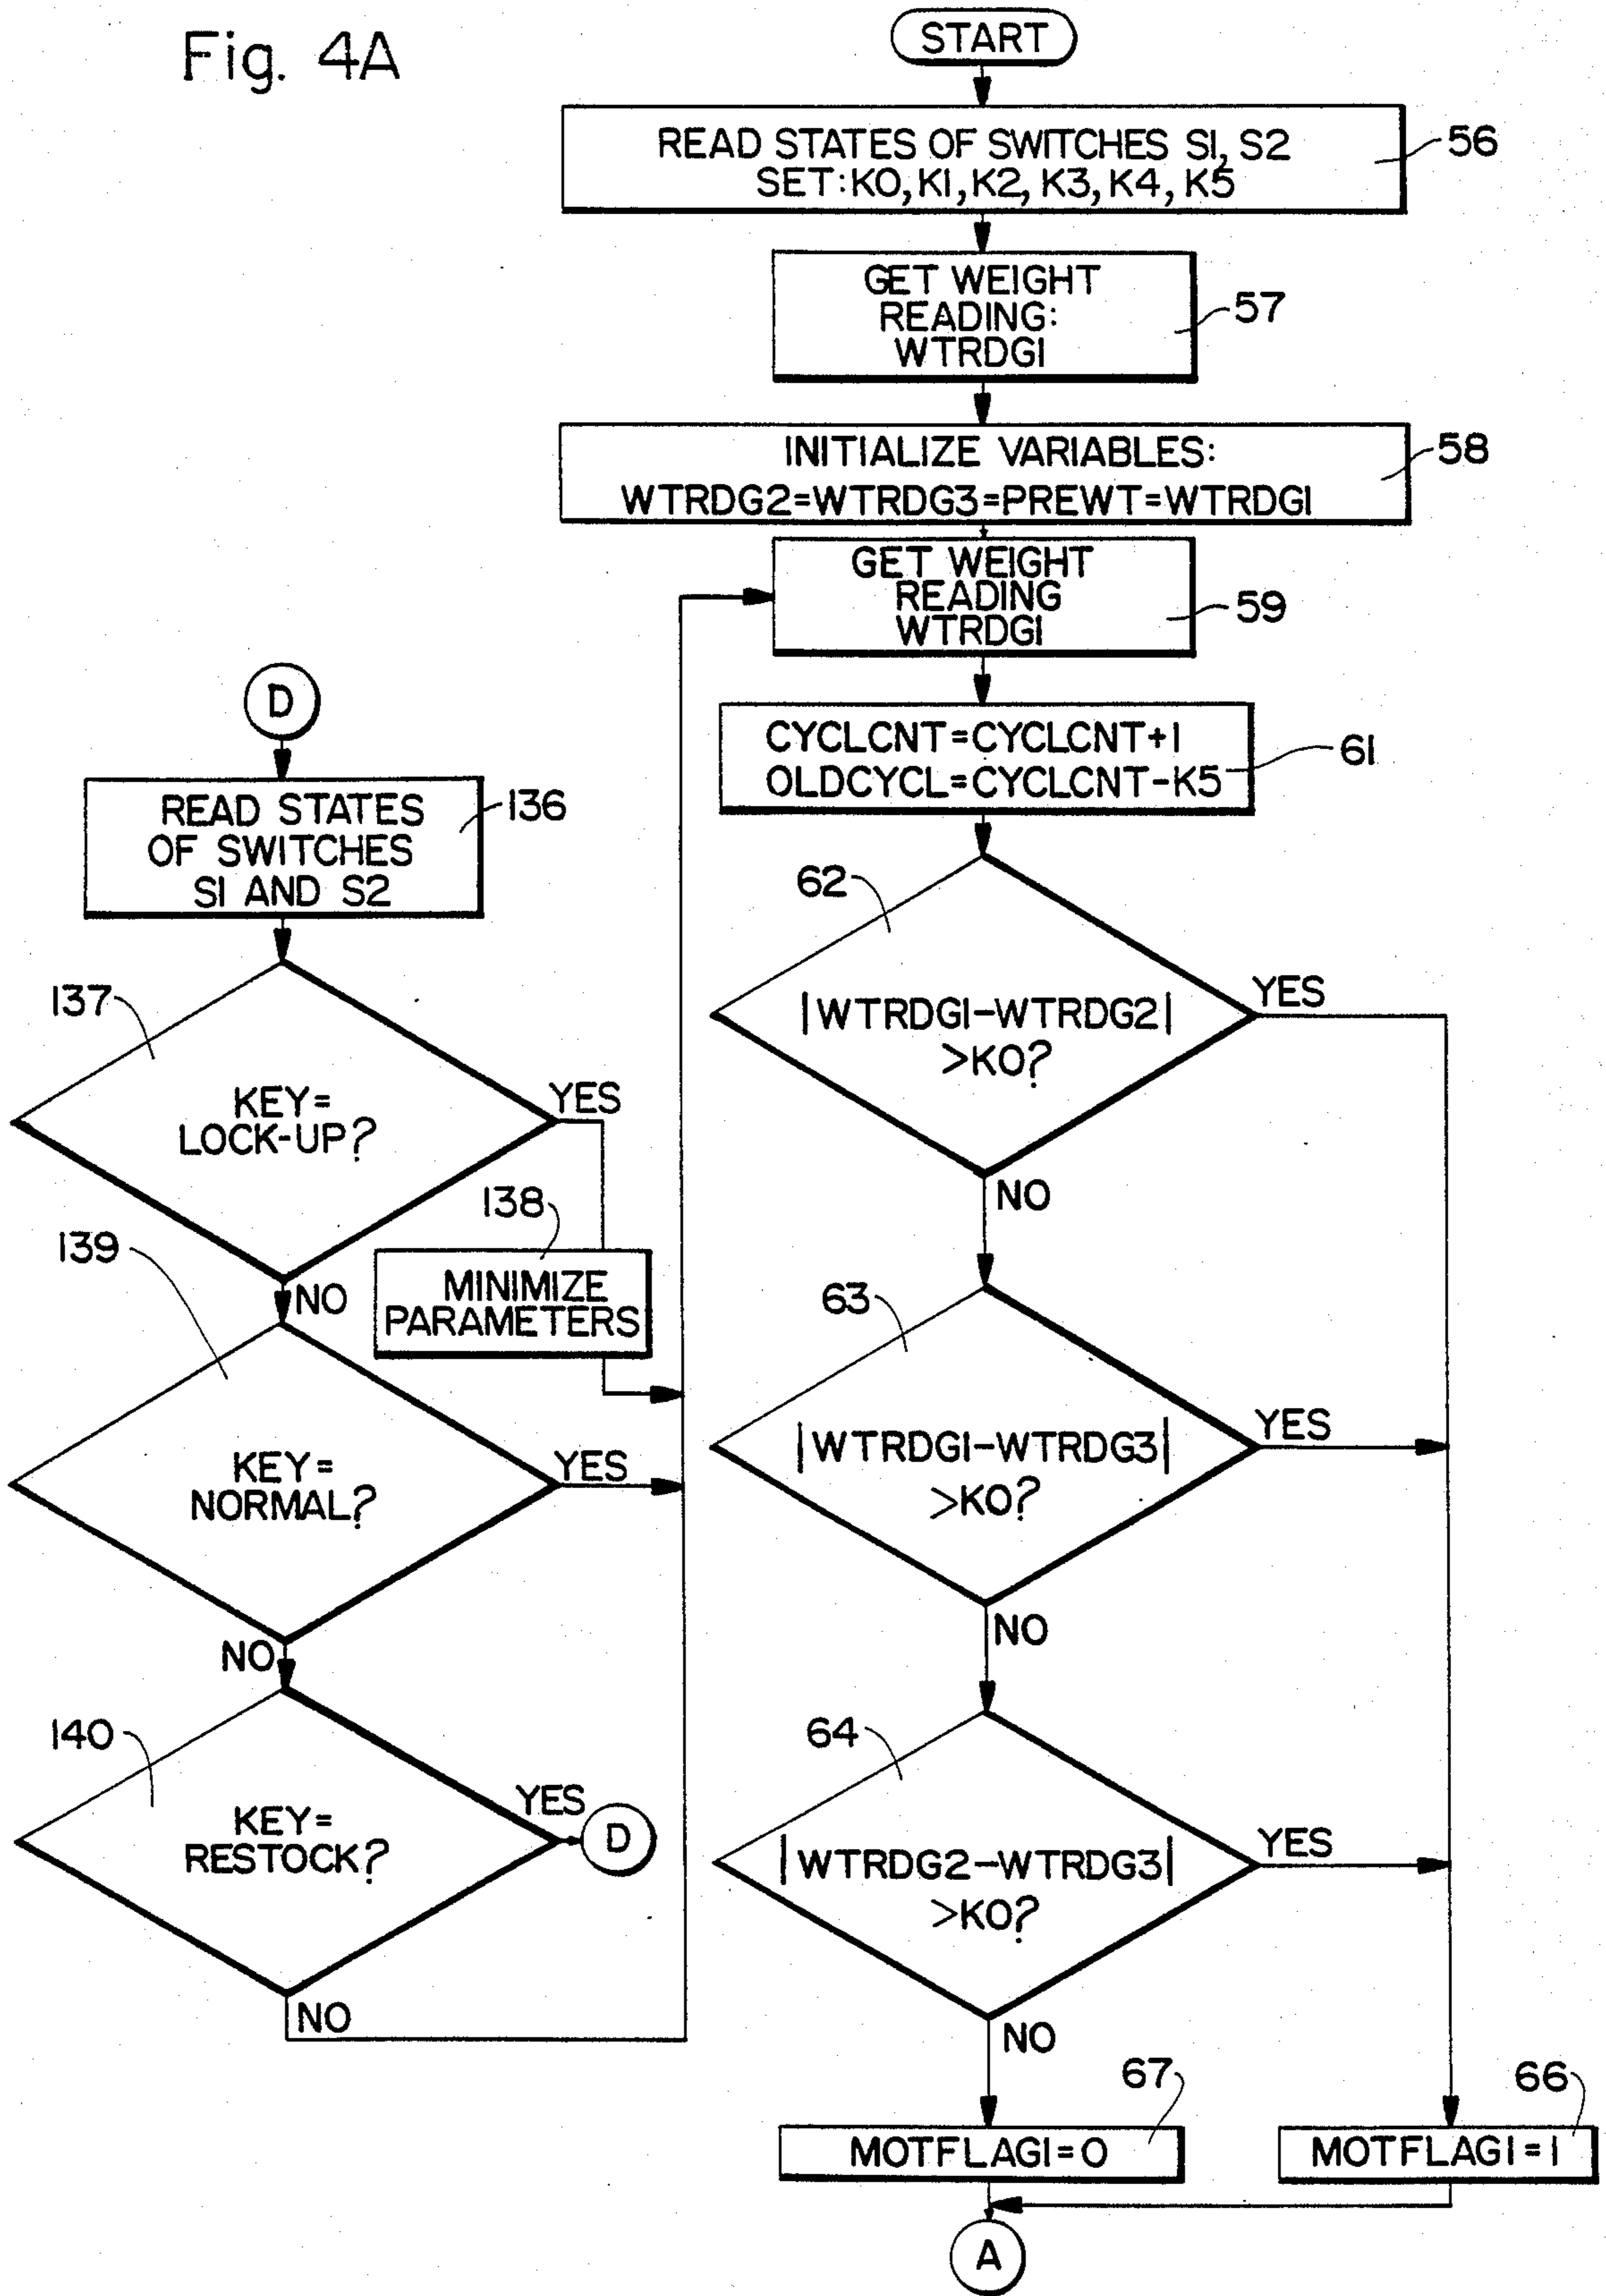 Fig. 4A
START
READ STATES OF SWITCHES S1, S2
SET: K0, K1, K2, K3, K4, K5
56
GET WEIGHT
READING:
WTRDG1
57
INITIALIZE VARIABLES:
WTRDG2=WTRDG3=PREWT=WTRDG1
58
GET WEIGHT
READING
WTRDG1
59
CYCLCNT=CYCLCNT+1
OLDCYCL=CYCLCNT-K5
61
62
|WTRDG1-WTRDG2|
>K0?
YES
NO
63
|WTRDG1-WTRDG3|
>K0?
YES
NO
64
|WTRDG2-WTRDG3|
>K0?
YES
NO
67
MOTFLAG1=0
66
MOTFLAG1=1
A
D
READ STATES
OF SWITCHES
S1 AND S2
136
137
KEY=
LOCK-UP?
YES
NO
138
MINIMIZE
PARAMETERS
139
KEY=
NORMAL?
YES
NO
140
KEY=
RESTOCK?
YES
D
NO